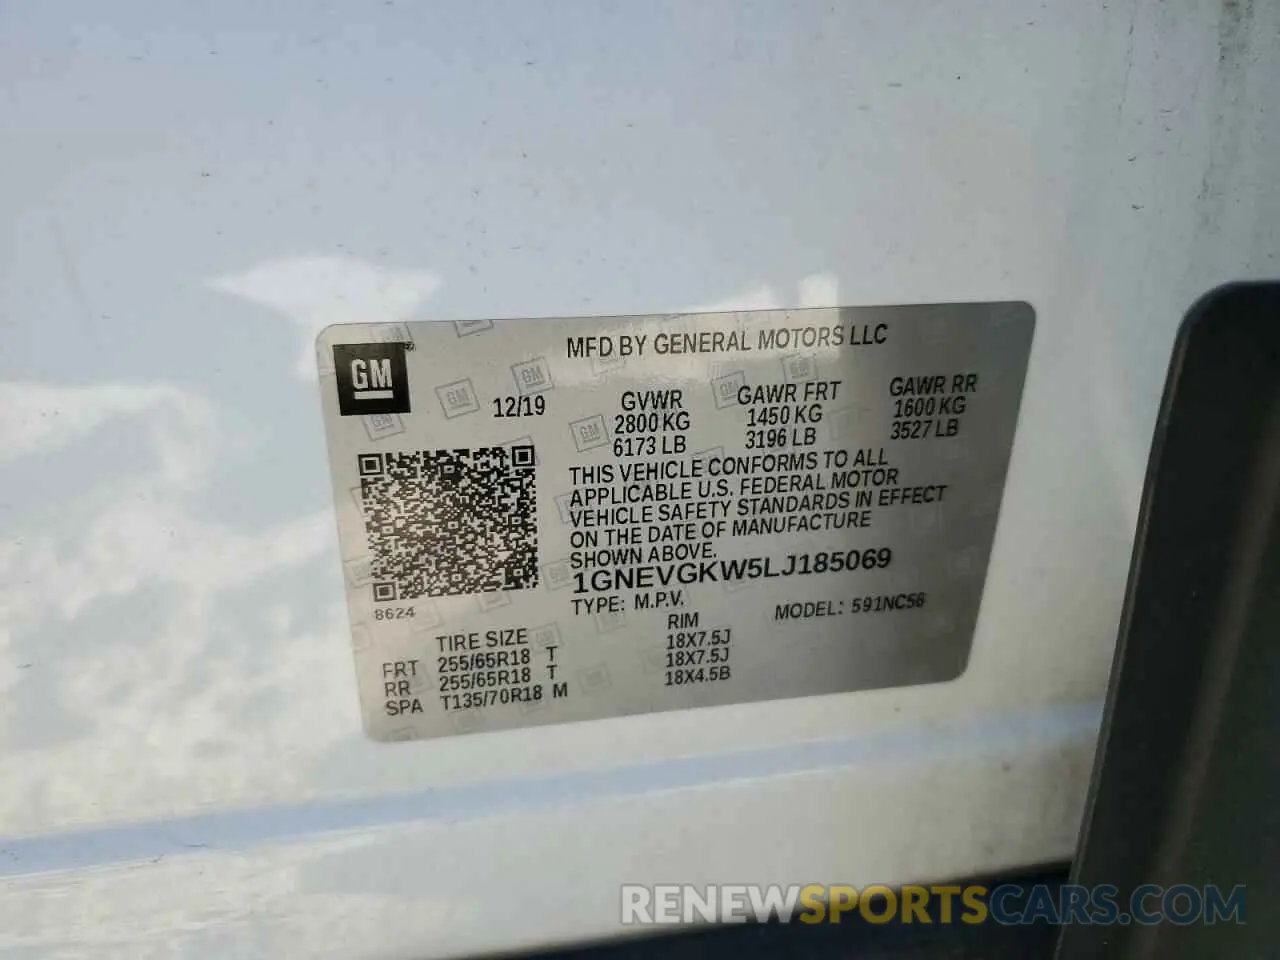 MFD BY GENERAL MOTORS LLC
GM
12/19
GVWR GAWR FRT GAWR RR
2800 KG 1450 KG 1600 KG
6173 LB 3196 LB 3527 LB
THIS VEHICLE CONFORMS TO ALL
APPLICABLE U.S. FEDERAL MOTOR
VEHICLE SAFETY STANDARDS IN EFFECT
ON THE DATE OF MANUFACTURE
SHOWN ABOVE.
1GNEVGKW5LJ185069
TYPE: M.P.V. MODEL: 591NC56
8624
TIRE SIZE RIM
FRT 255/65R18 T 18X7.5J
RR 255/65R18 T 18X7.5J
SPA T135/70R18 M 18X4.5B
RENEWSPORTSCARS.COM